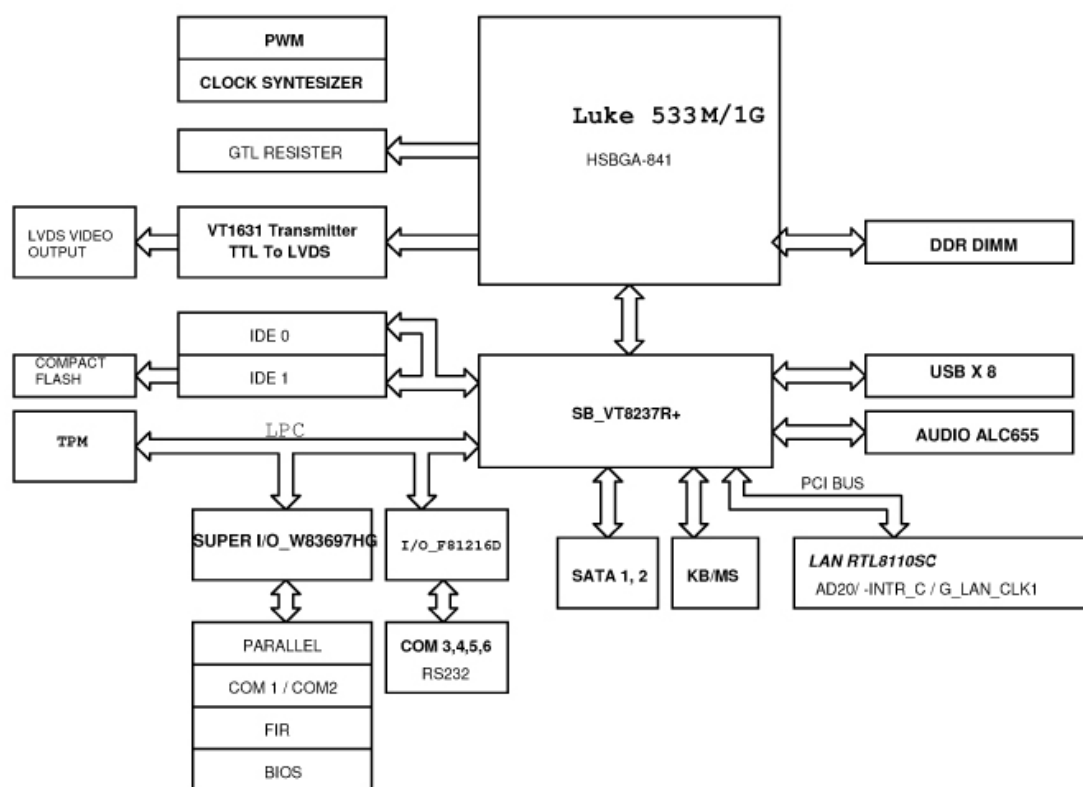 PWM
CLOCK SYNTESIZER
Luke 533M/1G
HSBGA-841
GTL RESISTER
LVDS VIDEO
OUTPUT
VT1631 Transmitter
TTL To LVDS
DDR DIMM
IDE 0
COMPACT
FLASH
IDE 1
SB_VT8237R+
USB X 8
TPM
LPC
AUDIO ALC655
PCI BUS
SUPER I/O_W83697HG
I/O_F81216D
SATA 1, 2
KB/MS
LAN RTL8110SC
AD20/ -INTR_C / G_LAN_CLK1
PARALLEL
COM 1 / COM2
FIR
BIOS
COM 3,4,5,6
RS232